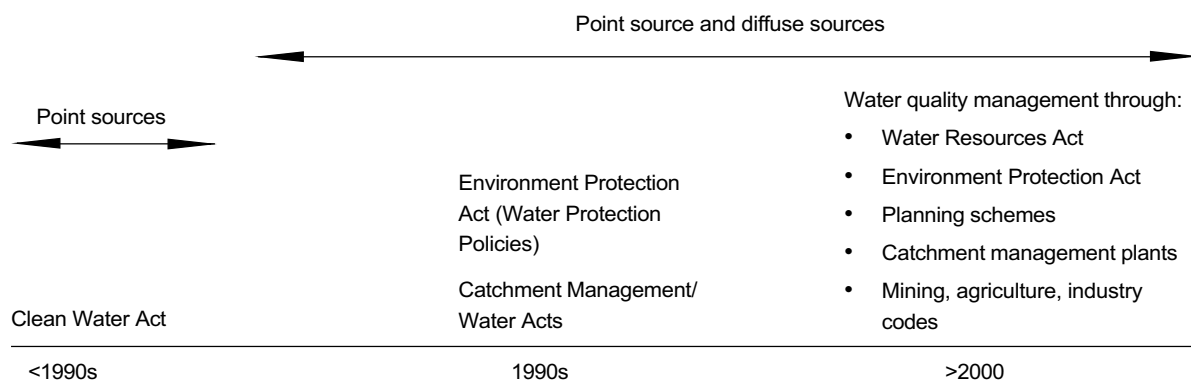 Point source and diffuse sources
Point sources
Water quality management through:
• Water Resources Act
• Environment Protection Act
• Planning schemes
• Catchment management plants
• Mining, agriculture, industry
codes
Environment Protection
Act (Water Protection
Policies)
Catchment Management/
Water Acts
Clean Water Act
<1990s
1990s
>2000